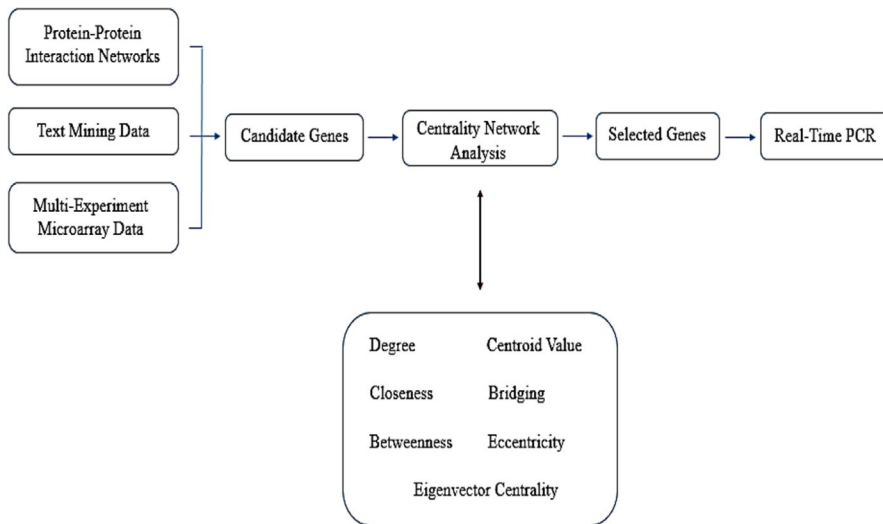 Protein-Protein
Interaction Networks
Text Mining Data
Multi-Experiment
Microarray Data
Candidate Genes
Centrality Network
Analysis
Selected Genes
Real-Time PCR
Degree
Centroid Value
Closeness
Bridging
Betweenness
Eccentricity
Eigenvector Centrality